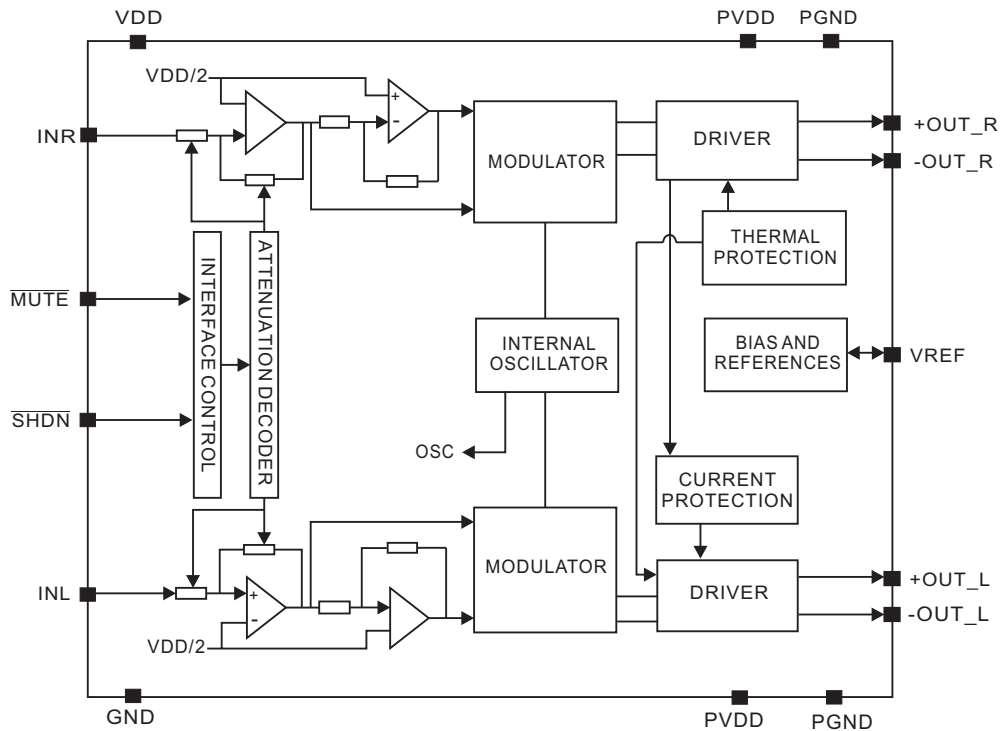 VDD
PVDD
PGND
VDD/2
+
-
INR
MODULATOR
DRIVER
+OUT_R
-OUT_R
THERMAL
PROTECTION
MUTE
INTERFACE CONTROL
ATTENUATION DECODER
INTERNAL
OSCILLATOR
BIAS AND
REFERENCES
VREF
SHDN
OSC
CURRENT
PROTECTION
INL
+
-
MODULATOR
DRIVER
+OUT_L
-OUT_L
VDD/2
GND
PVDD
PGND